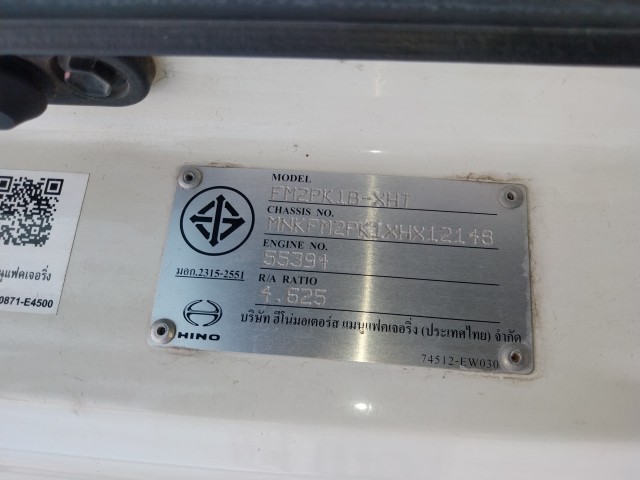 MODEL
FM2PK1B-XHT
CHASSIS NO.
MNKFM2PK1XHX12148
ENGINE NO.
55394
R/A RATIO
4.625
มอก.2315-2551
HINO
บริษัท ฮีโน่มอเตอร์ส แมนูแฟคเจอริ่ง (ประเทศไทย) จำกัด
74512-EW030
นูแฟคเจอริ่ง
0871-E4500